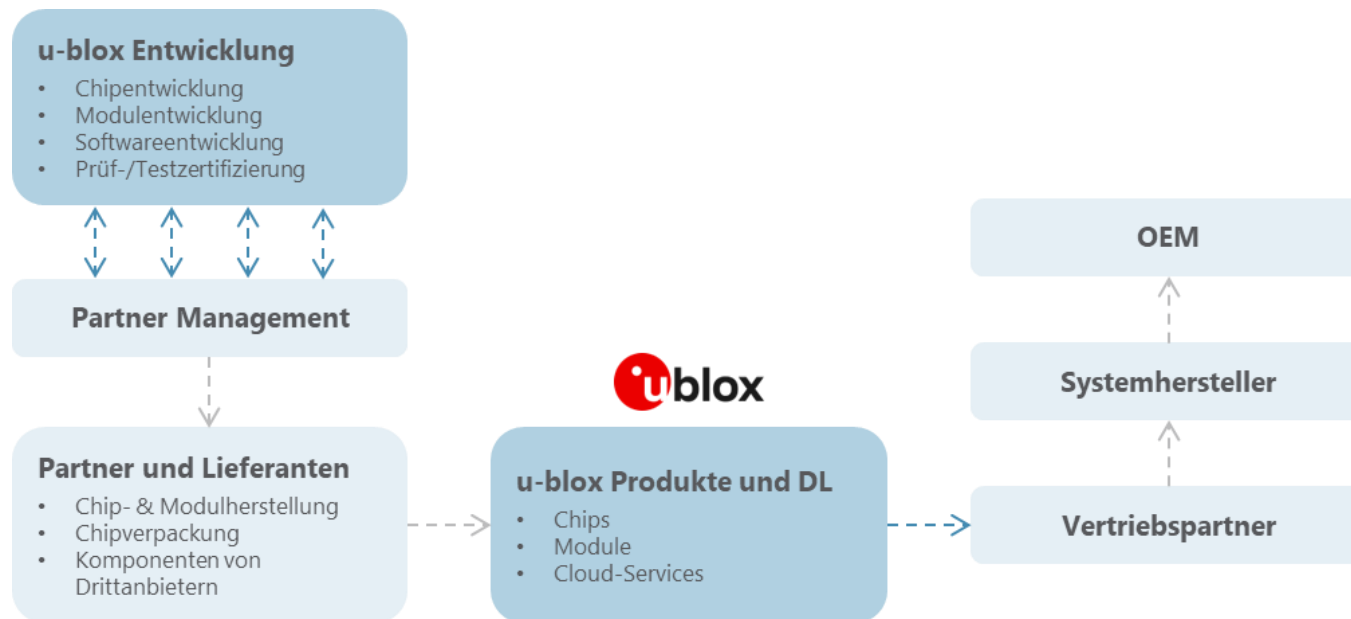 u-blox Entwicklung
• Chipentwicklung
• Modulentwicklung
• Softwareentwicklung
• Prüf-/Testzertifizierung
Partner Management
Partner und Lieferanten
• Chip- & Modulherstellung
• Chipverpackung
• Komponenten von
Drittanbietern
ublox
u-blox Produkte und DL
• Chips
• Module
• Cloud-Services
OEM
Systemhersteller
Vertriebspartner